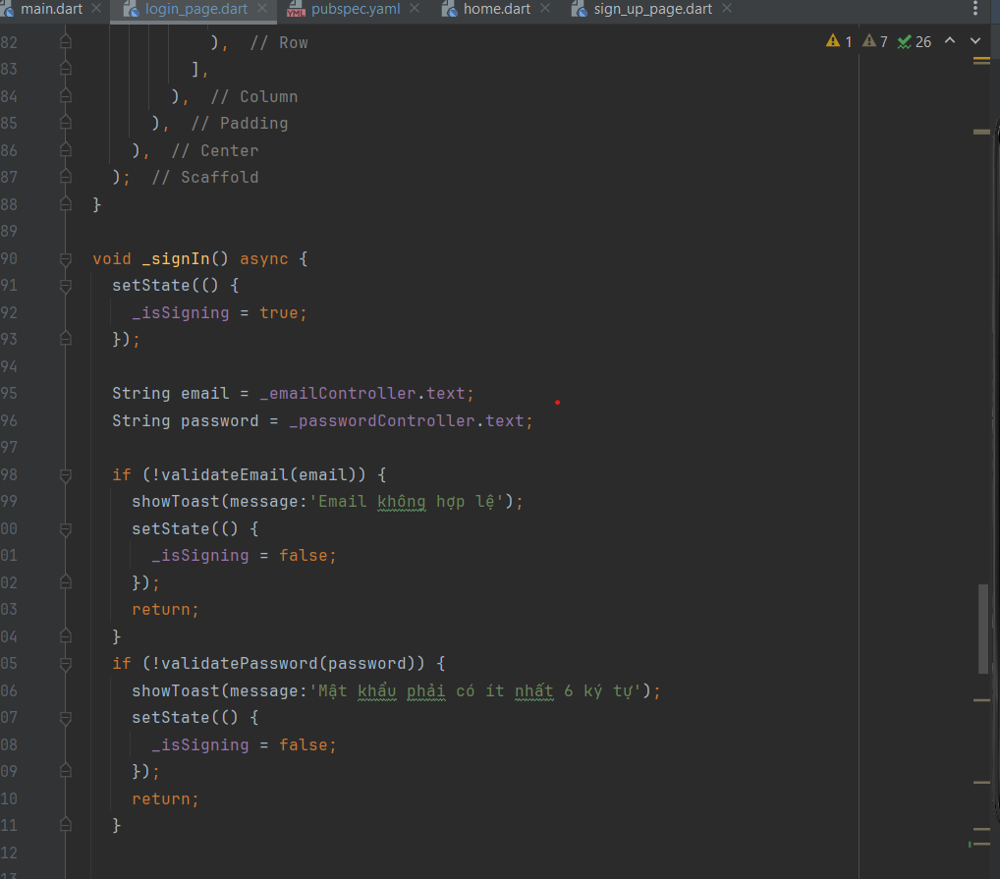 main.dart login_page.dart pubspec.yaml home.dart sign_up_page.dart
1 7 26
82 ), // Row
83 ],
84 ), // Column
85 ), // Padding
86 ), // Center
87 ); // Scaffold
88 }
89
90 void _signIn() async {
91 setState(() {
92 _isSigning = true;
93 });
94
95 String email = _emailController.text;
96 String password = _passwordController.text;
97
98 if (!validateEmail(email)) {
99 showToast(message:'Email không hợp lệ');
00 setState(() {
01 _isSigning = false;
02 });
03 return;
04 }
05 if (!validatePassword(password)) {
06 showToast(message:'Mật khẩu phải có ít nhất 6 ký tự');
07 setState(() {
08 _isSigning = false;
09 });
10 return;
11 }
12
13